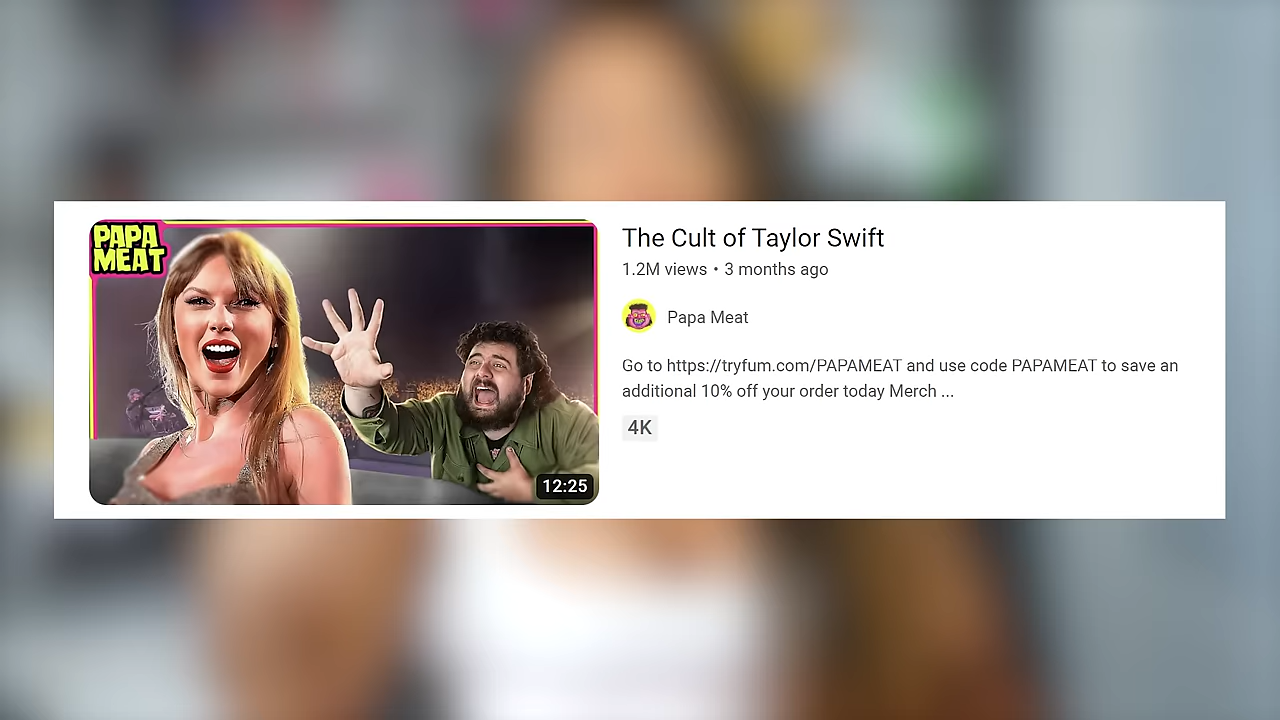 PAPA
MEAT
12:25
The Cult of Taylor Swift
1.2M views • 3 months ago
Papa Meat
Go to https://tryfum.com/PAPAMEAT and use code PAPAMEAT to save an
additional 10% off your order today Merch ...
4K